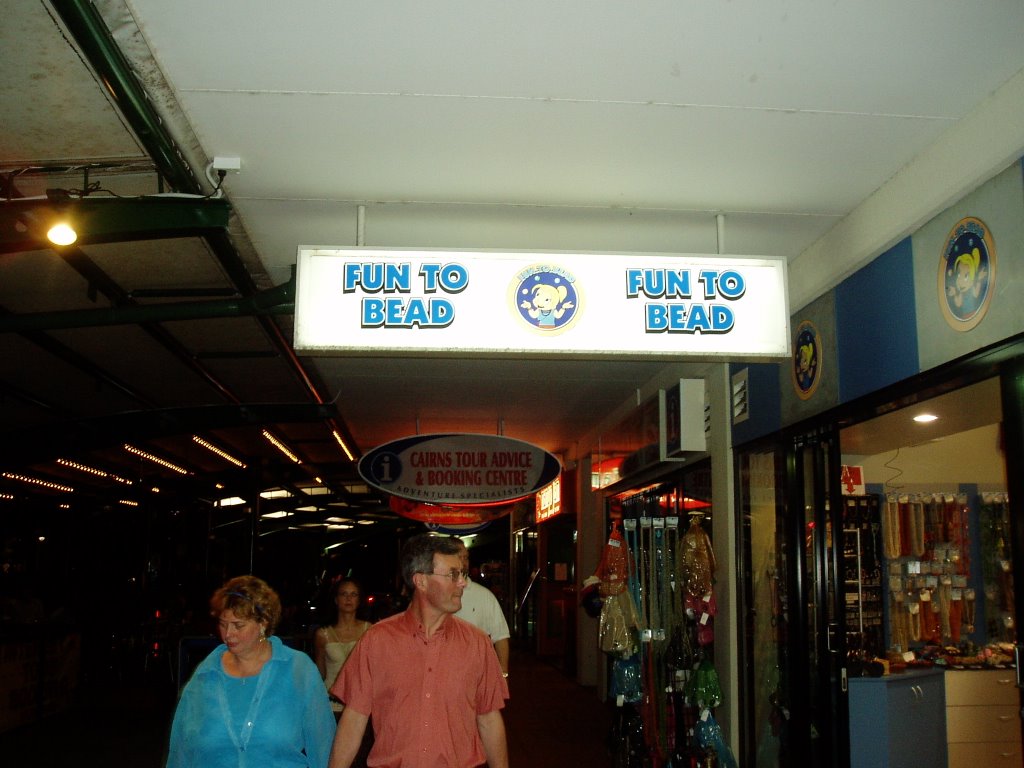 FUN TO
BEAD
FUN TO
BEAD
i
CAIRNS TOUR ADVICE
& BOOKING CENTRE
ADVENTURE SPECIALISTS